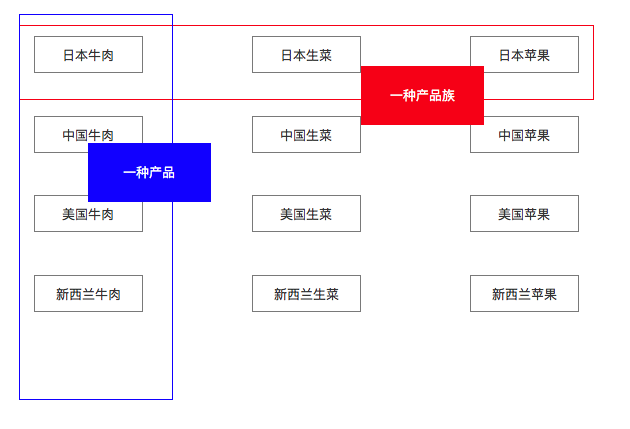 日本牛肉
日本生菜
日本苹果
一种产品族
中国牛肉
中国生菜
中国苹果
一种产品
美国牛肉
美国生菜
美国苹果
新西兰牛肉
新西兰生菜
新西兰苹果